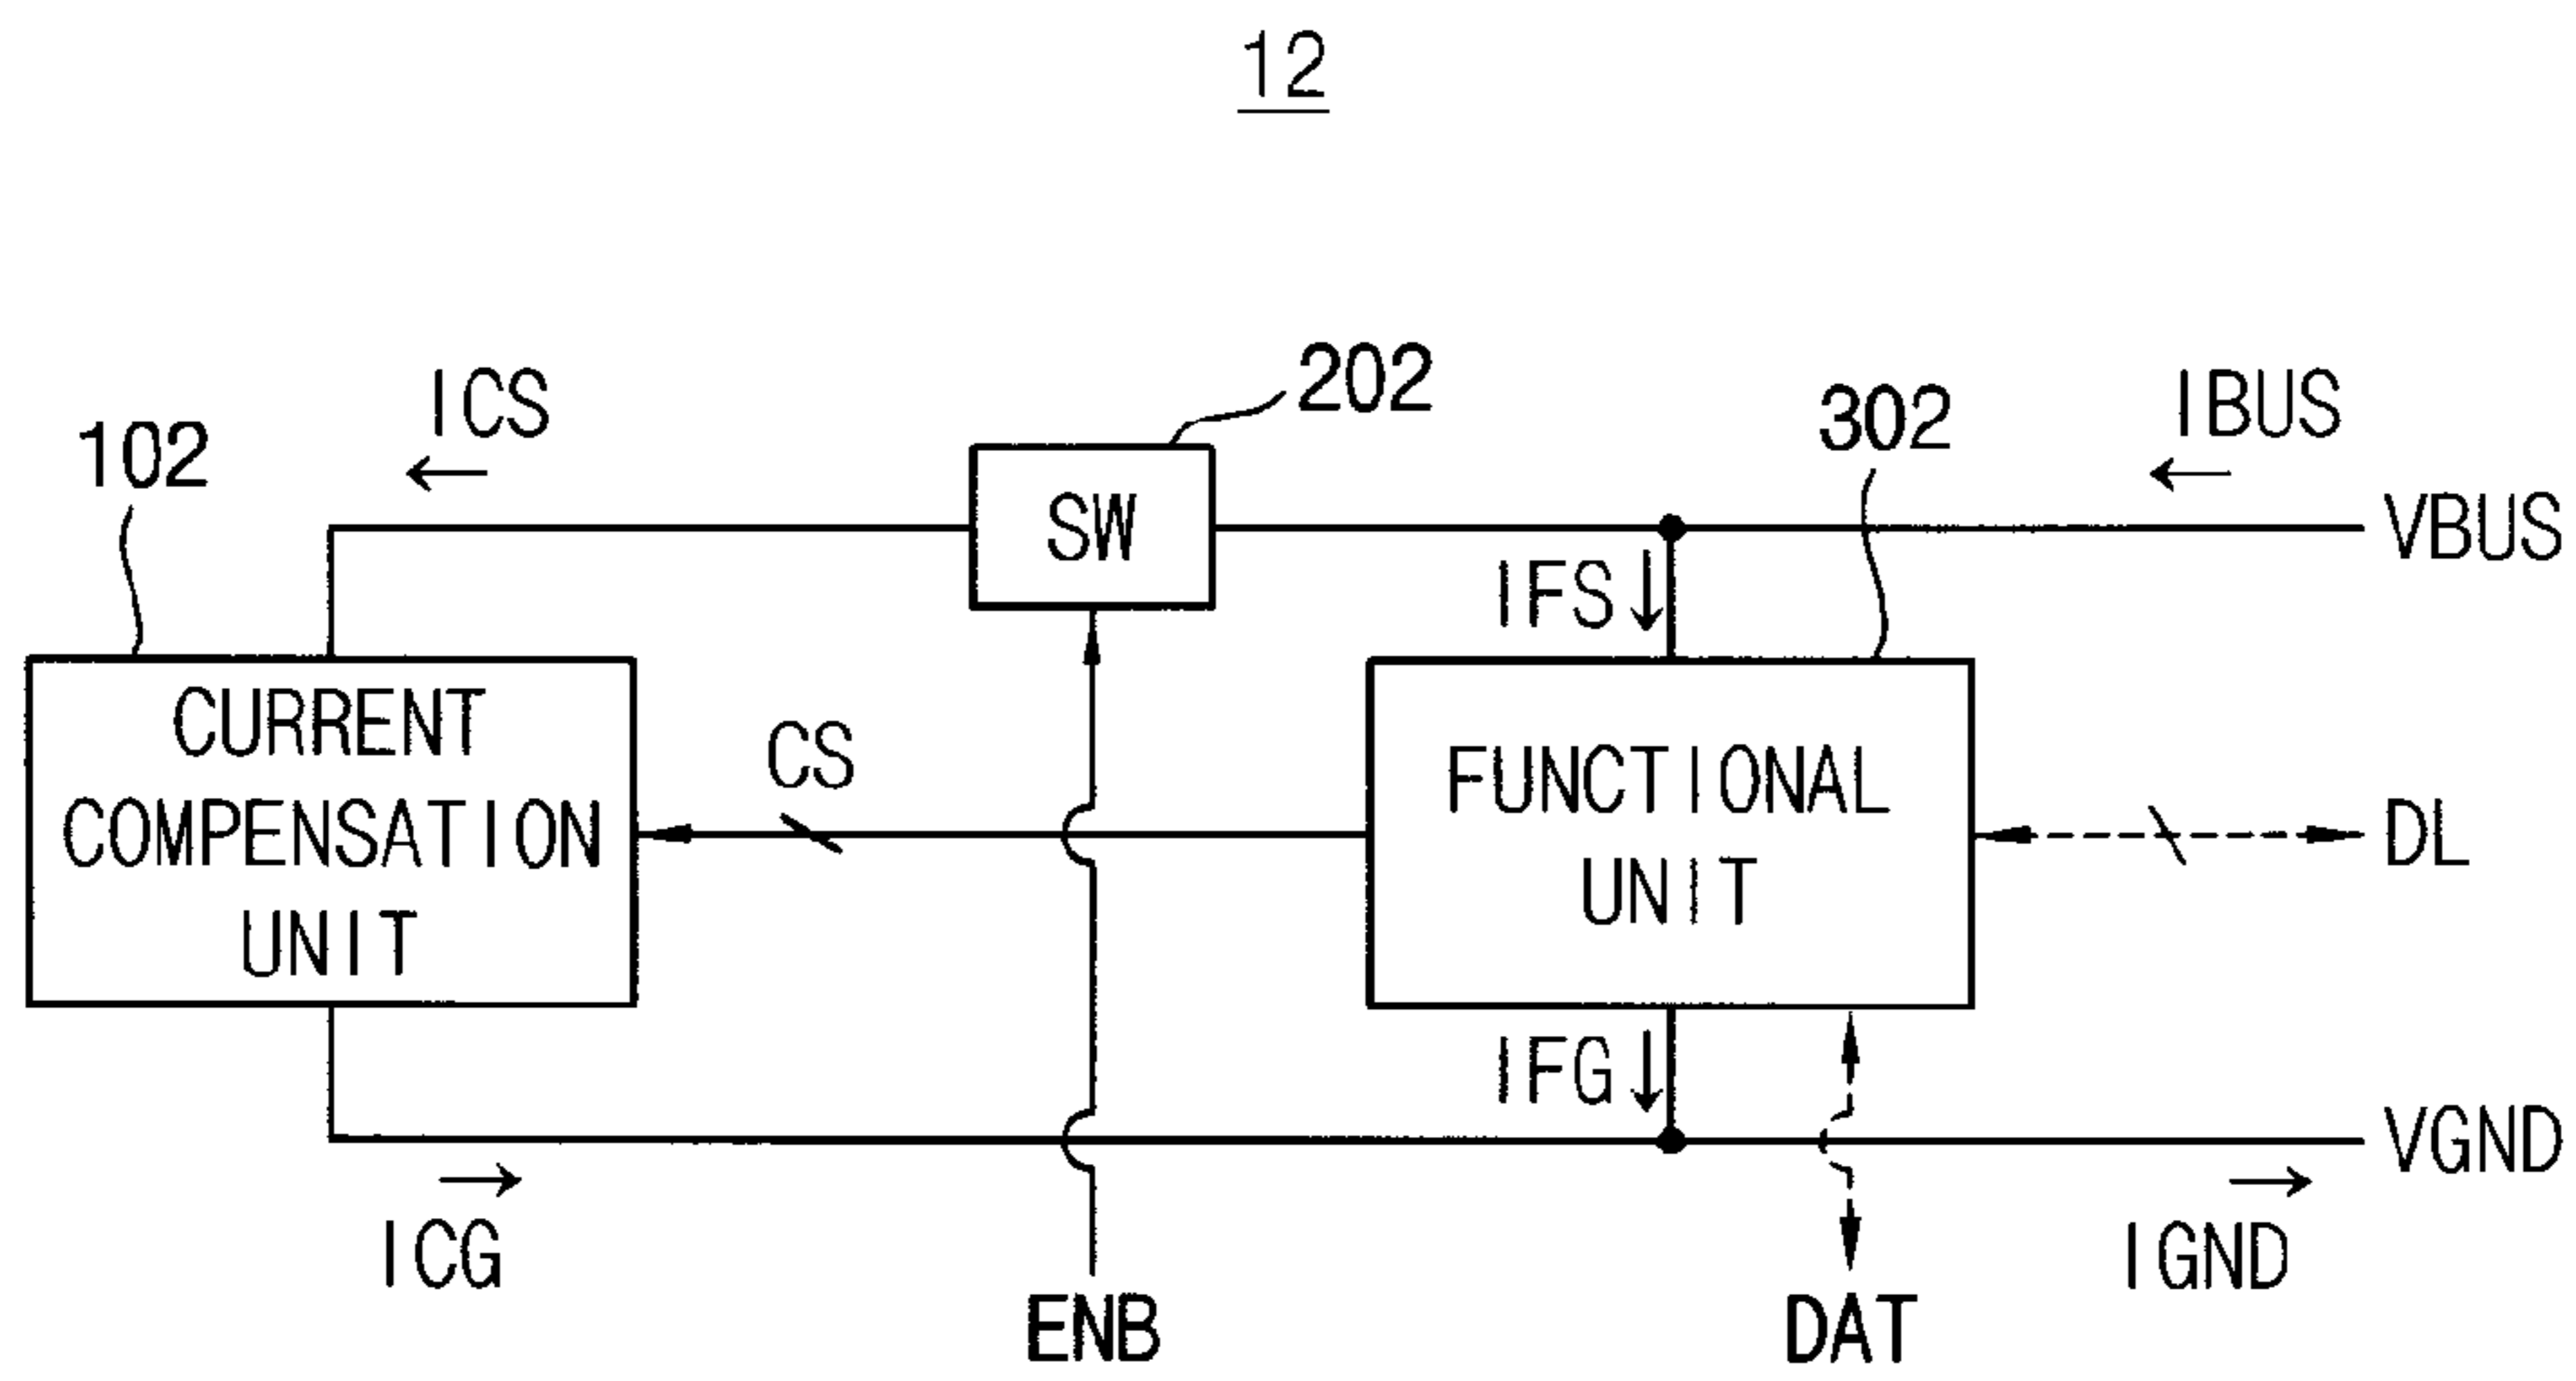 12
ICS
202
IBUS
102
302
SW
VBUS
IFS
CURRENT
COMPENSATION
UNIT
CS
FUNCTIONAL
UNIT
DL
IFG
VGND
ICG
IGND
ENB
DAT